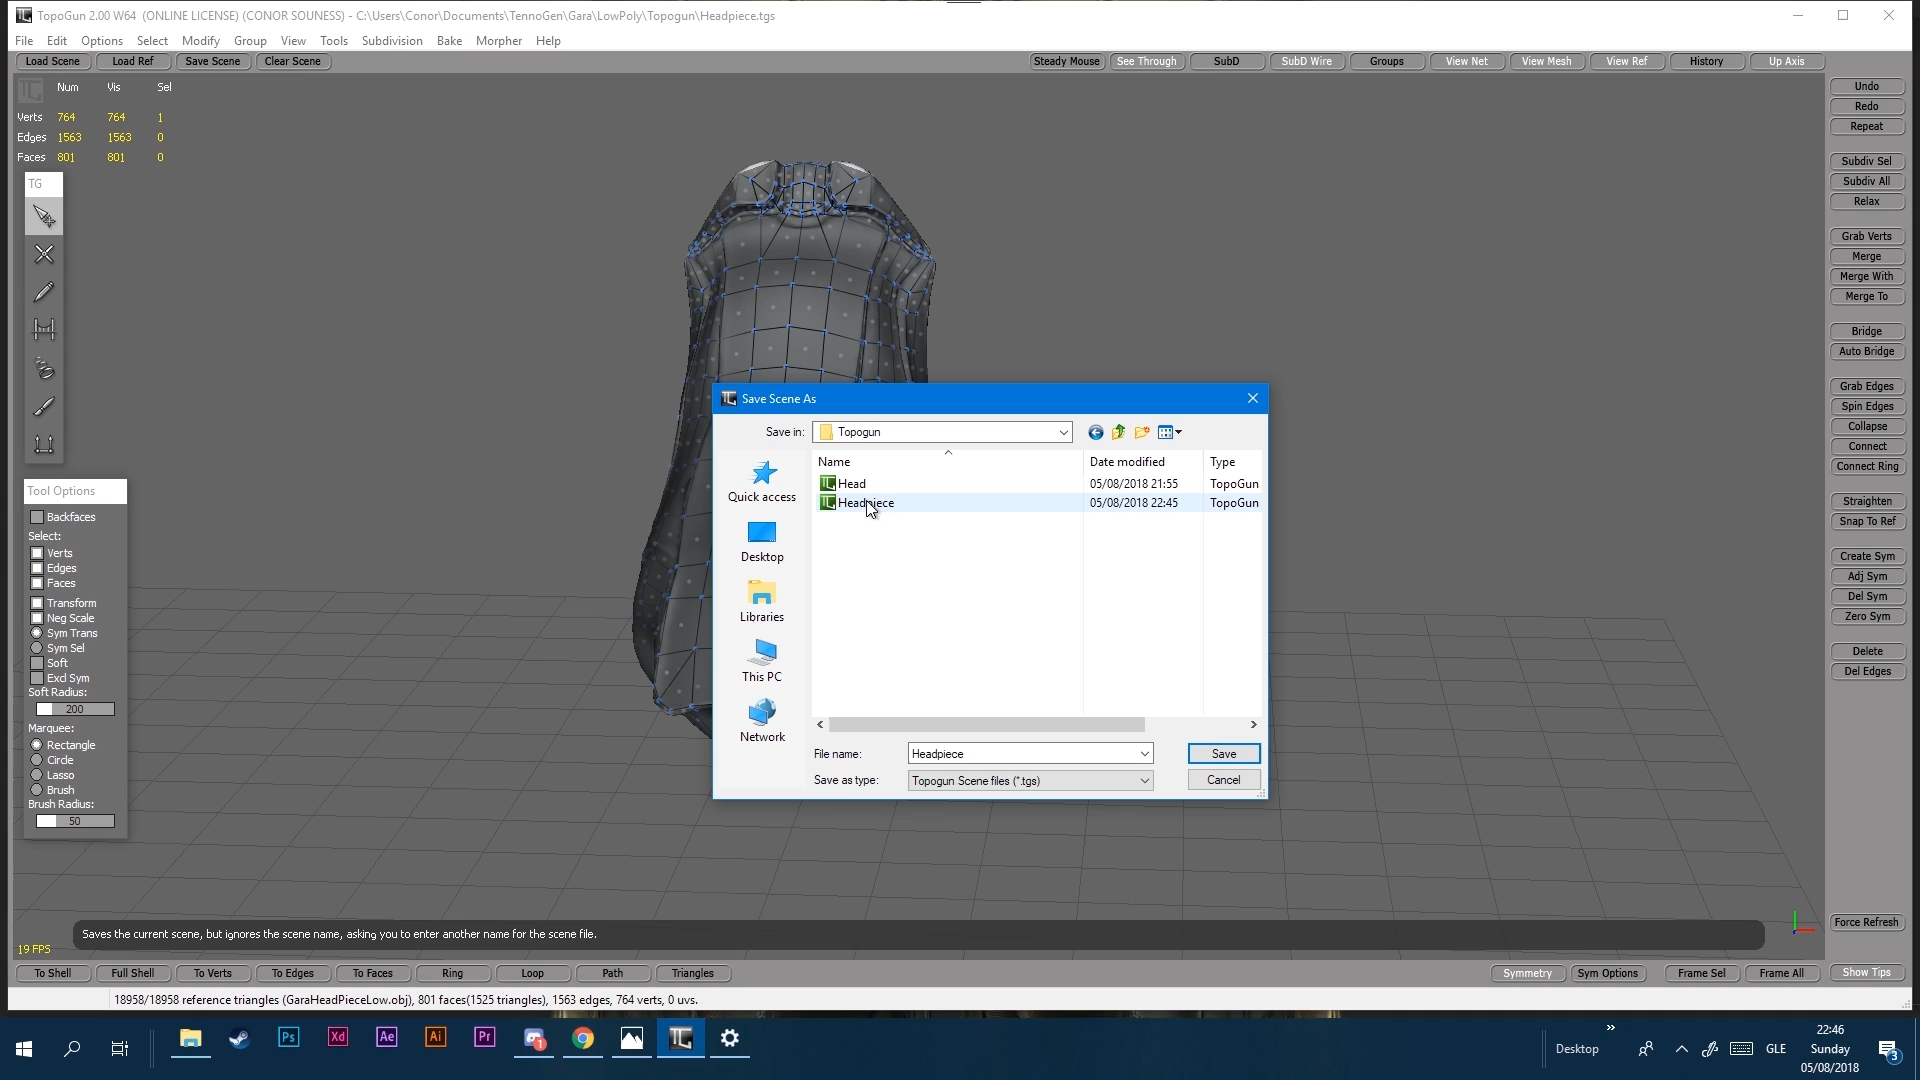 TopoGun 2.00 W64 (ONLINE LICENSE) (CONOR SOUNESS) - C:\Users\Conor\Documents\TennoGen\Gara\LowPoly\Topogun\Headpiece.tgs
File Edit Options Select Modify Group View Tools Subdivision Bake Morpher Help
Load Scene Load Ref Save Scene Clear Scene Steady Mouse See Through SubD SubD Wire Groups View Net View Mesh View Ref History Up Axis
Num Vis Sel
Verts 764 764 1
Edges 1563 1563 0
Faces 801 801 0
TG
Tool Options
Backfaces
Select:
Verts
Edges
Faces
Transform
Neg Scale
Sym Trans
Sym Sel
Soft
Excl Sym
Soft Radius:
200
Marquee:
Rectangle
Circle
Lasso
Brush
Brush Radius:
50
Save Scene As
Save in: Topogun
Quick access
Desktop
Libraries
This PC
Network
Name Date modified Type
Head 05/08/2018 21:55 TopoGun
Headpiece 05/08/2018 22:45 TopoGun
File name: Headpiece Save
Save as type: Topogun Scene files (*.tgs) Cancel
Undo
Redo
Repeat
Subdiv Sel
Subdiv All
Relax
Grab Verts
Merge
Merge With
Merge To
Bridge
Auto Bridge
Grab Edges
Spin Edges
Collapse
Connect
Connect Ring
Straighten
Snap To Ref
Create Sym
Adj Sym
Del Sym
Zero Sym
Delete
Del Edges
Force Refresh
Saves the current scene, but ignores the scene name, asking you to enter another name for the scene file.
19 FPS
To Shell Full Shell To Verts To Edges To Faces Ring Loop Path Triangles Symmetry Sym Options Frame Sel Frame All Show Tips
18958/18958 reference triangles (GaraHeadPieceLow.obj), 801 faces(1525 triangles), 1563 edges, 764 verts, 0 uvs.
Ps Xd Ae Ai Pr 1
Desktop GLE
22:46
Sunday
05/08/2018
3